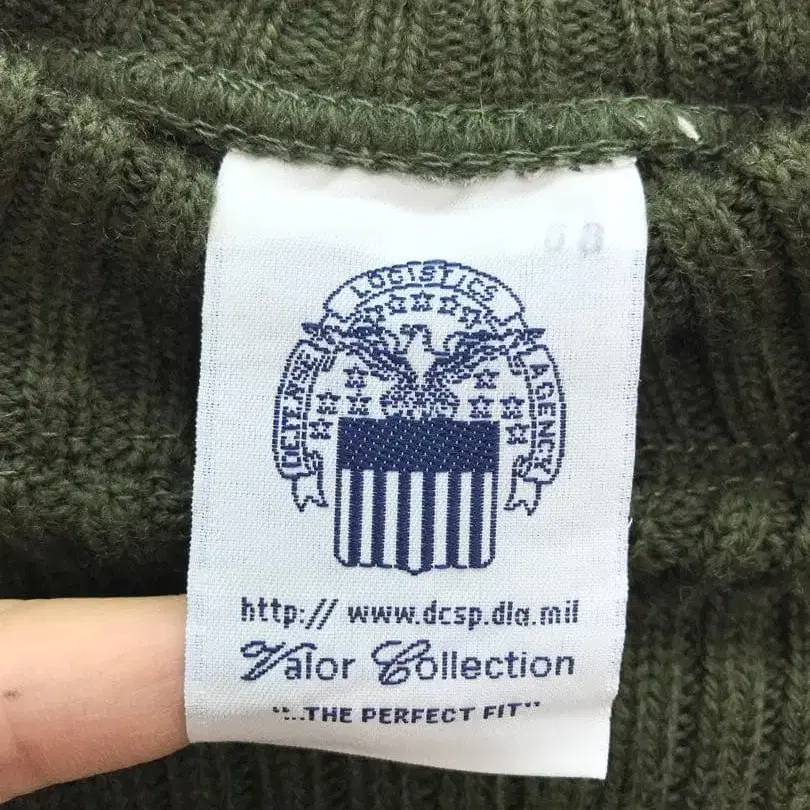 DEFENSE LOGISTICS AGENCY
http:// www.dcsp.dla.mil
Valor Collection
"...THE PERFECT FIT"